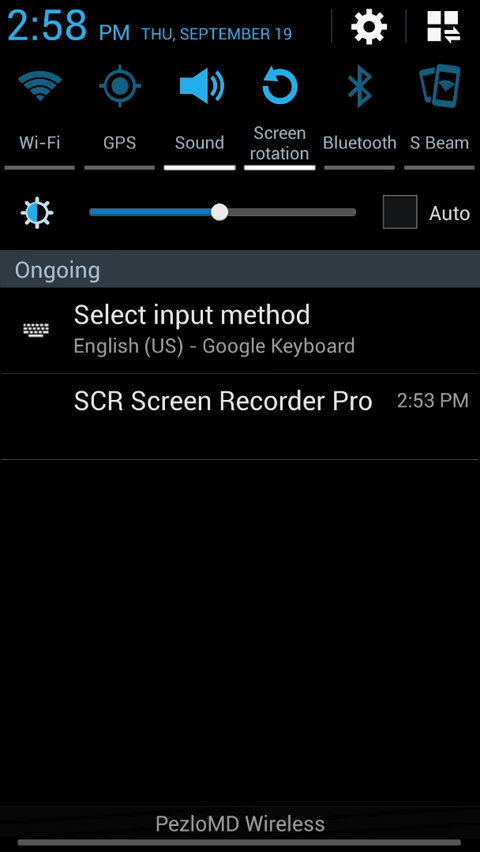 2:58 PM THU, SEPTEMBER 19
Wi-Fi GPS Sound Screen rotation Bluetooth S Beam
Auto
Ongoing
Select input method
English (US) - Google Keyboard
SCR Screen Recorder Pro 2:53 PM
PezloMD Wireless